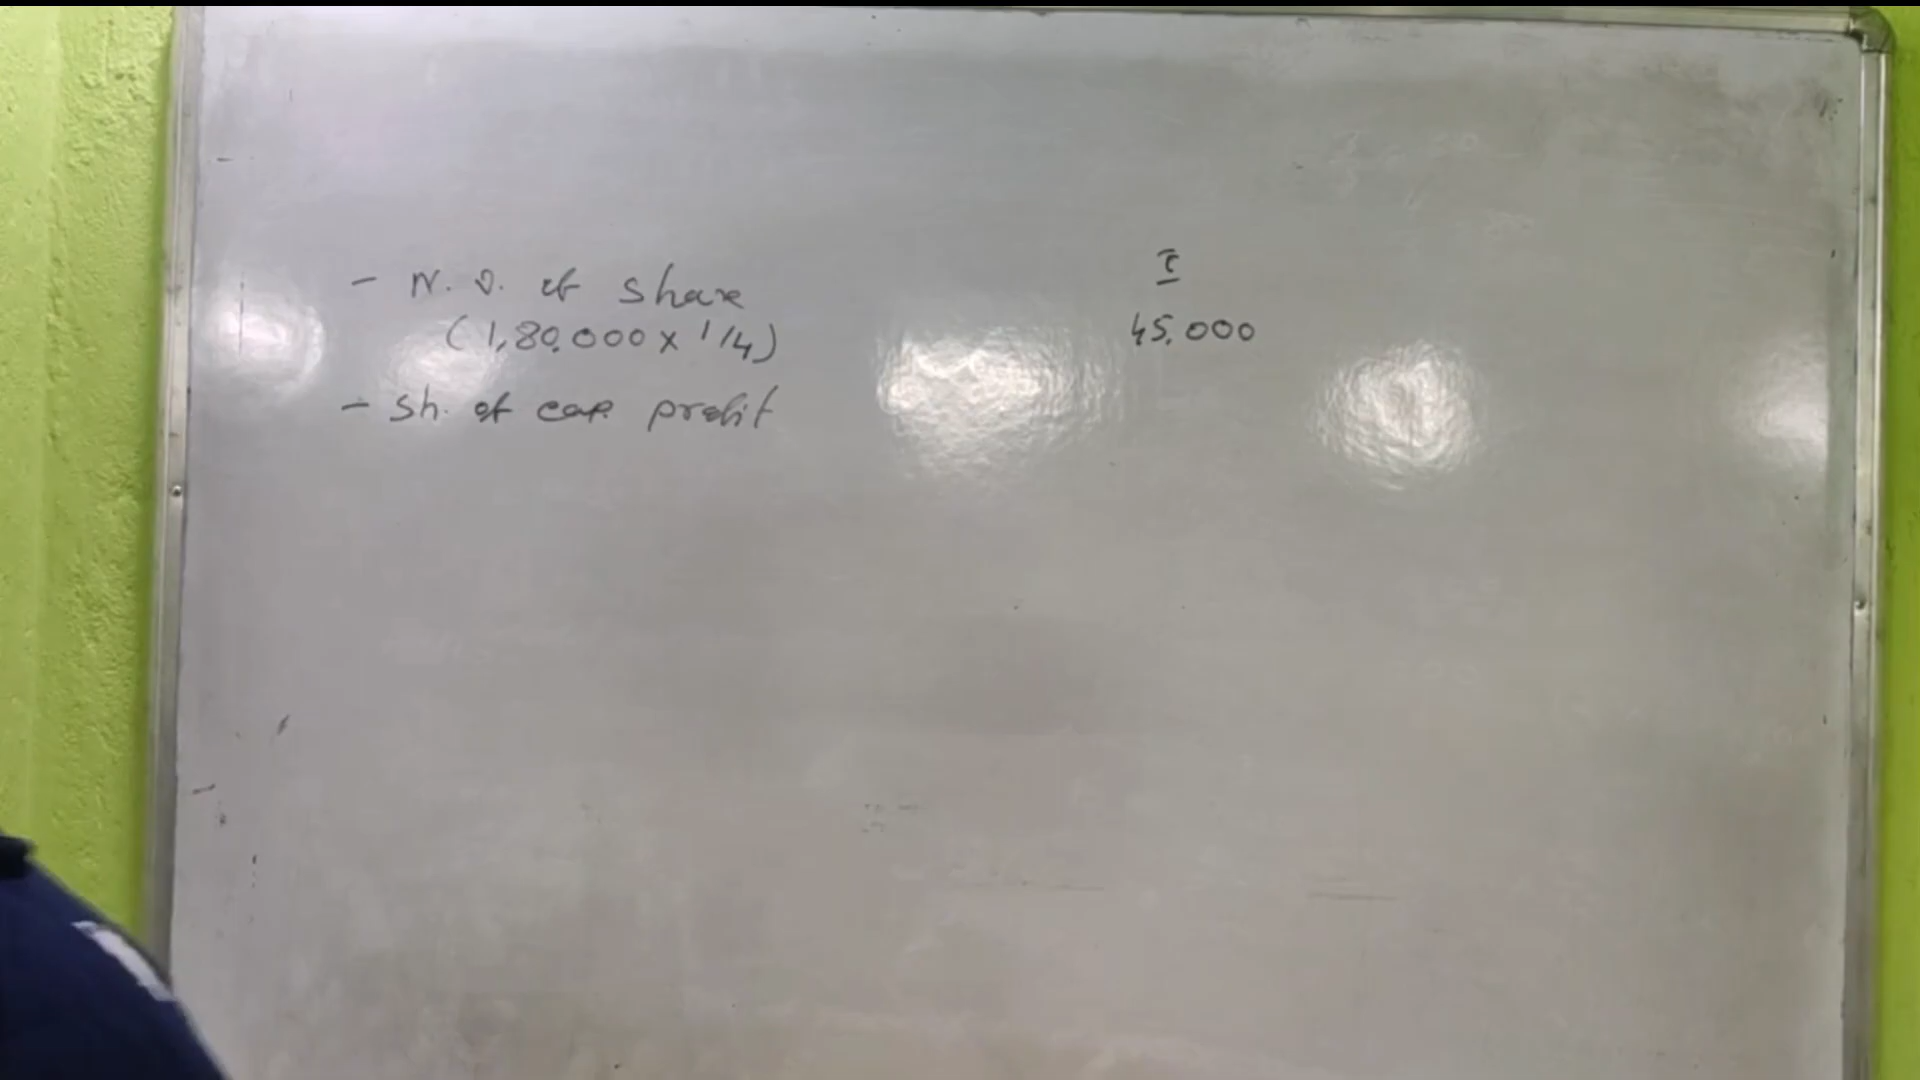 I
- N. V. of share
(1,80,000 x 1/4) 45,000
- Sh. of cap. profit